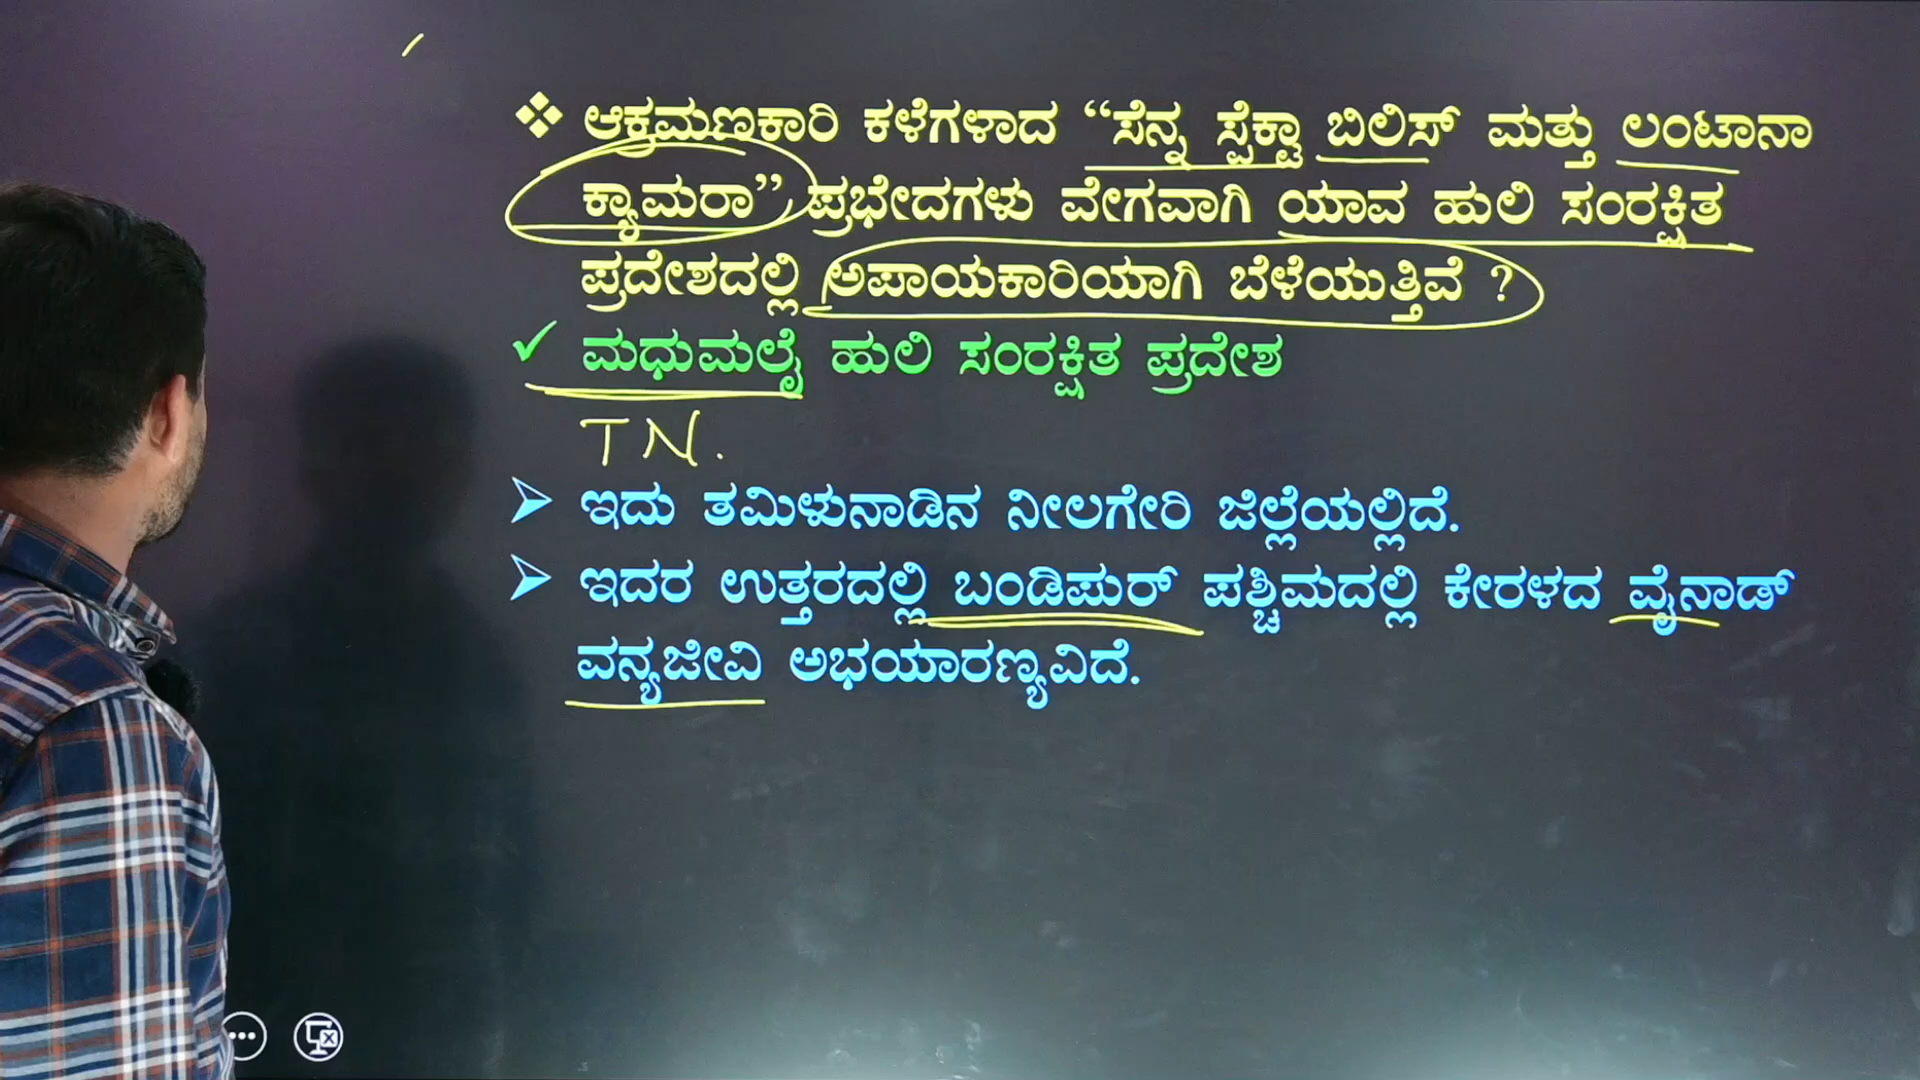 ❖ ಆಕ್ರಮಣಕಾರಿ ಕಳೆಗಳಾದ “ಸೆನ್ನ ಸ್ಪೆಕ್ಟಾ ಬಿಲಿಸ್ ಮತ್ತು ಲಂಟಾನಾ
ಕ್ಯಾಮರಾ” ಪ್ರಭೇದಗಳು ವೇಗವಾಗಿ ಯಾವ ಹುಲಿ ಸಂರಕ್ಷಿತ
ಪ್ರದೇಶದಲ್ಲಿ ಅಪಾಯಕಾರಿಯಾಗಿ ಬೆಳೆಯುತ್ತಿವೆ ?
✓ ಮಧುಮಲೈ ಹುಲಿ ಸಂರಕ್ಷಿತ ಪ್ರದೇಶ
TN.
➢ ಇದು ತಮಿಳುನಾಡಿನ ನೀಲಗೇರಿ ಜಿಲ್ಲೆಯಲ್ಲಿದೆ.
➢ ಇದರ ಉತ್ತರದಲ್ಲಿ ಬಂಡಿಪುರ್ ಪಶ್ಚಿಮದಲ್ಲಿ ಕೇರಳದ ವೈನಾಡ್
ವನ್ಯಜೀವಿ ಅಭಯಾರಣ್ಯವಿದೆ.